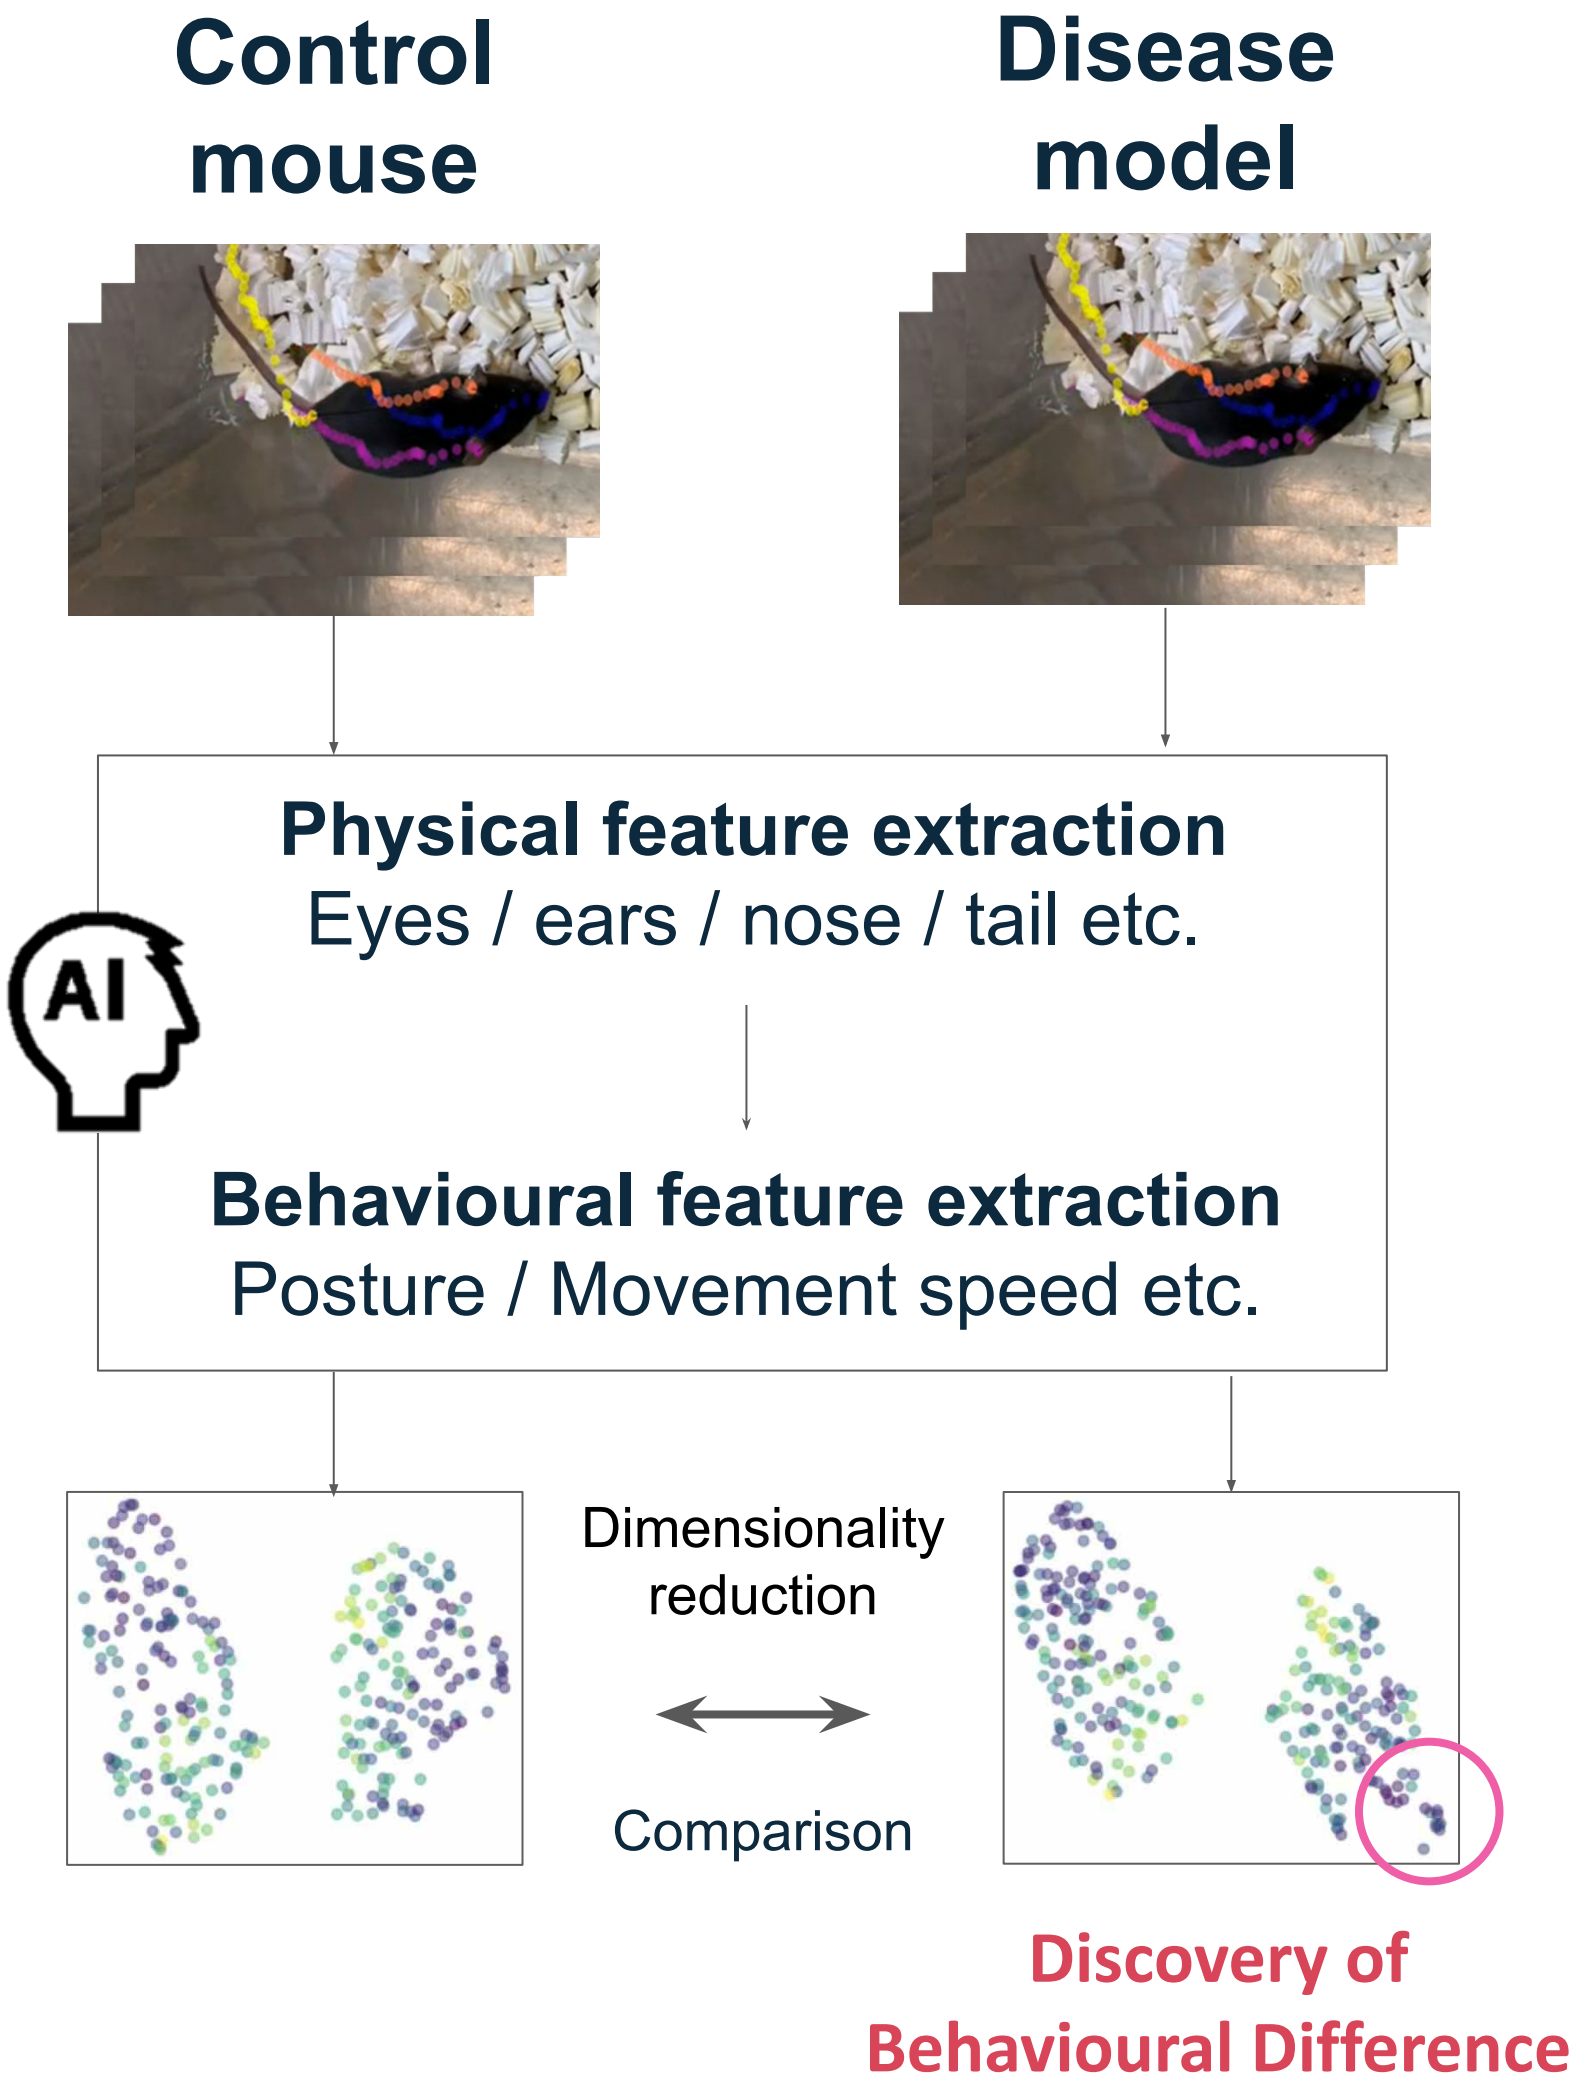 Control
mouse
Disease
model
Physical feature extraction
Eyes / ears / nose / tail etc.
AI
Behavioural feature extraction
Posture / Movement speed etc.
Dimensionality
reduction
Comparison
Discovery of
Behavioural Difference